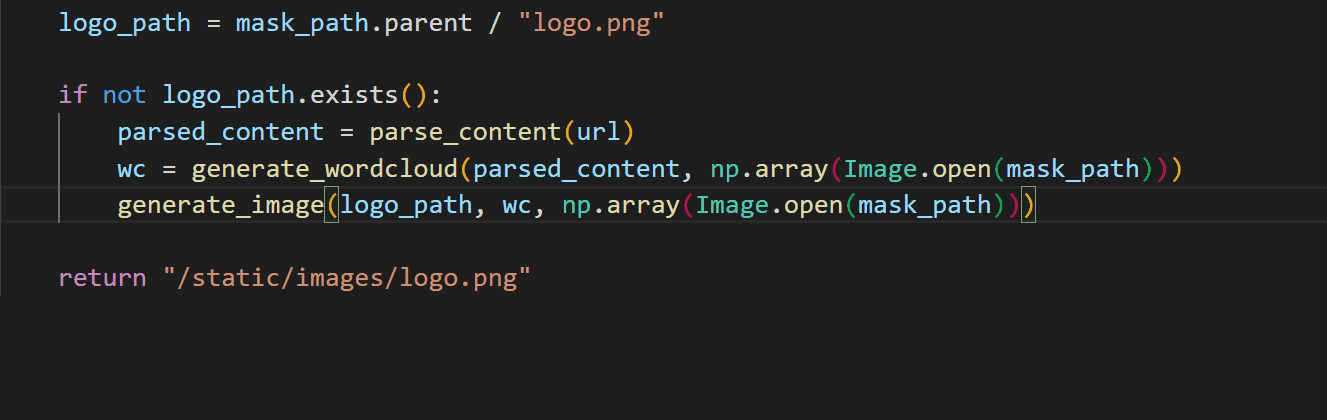 logo_path = mask_path.parent / "logo.png"
if not logo_path.exists():
parsed_content = parse_content(url)
wc = generate_wordcloud(parsed_content, np.array(Image.open(mask_path)))
generate_image(logo_path, wc, np.array(Image.open(mask_path)))
return "/static/images/logo.png"